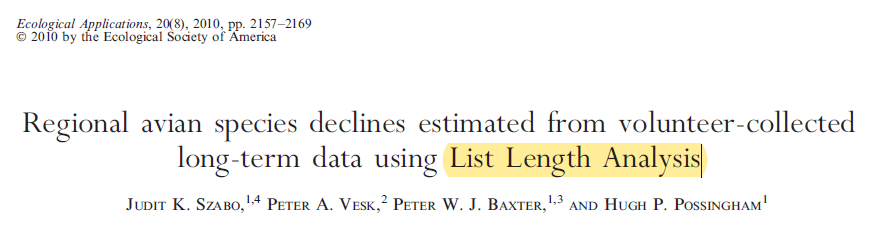 Ecological Applications, 20(8), 2010, pp. 2157–2169
© 2010 by the Ecological Society of America
Regional avian species declines estimated from volunteer-collected
long-term data using List Length Analysis
Judit K. Szabo,1,4 Peter A. Vesk,2 Peter W. J. Baxter,1,3 and Hugh P. Possingham1